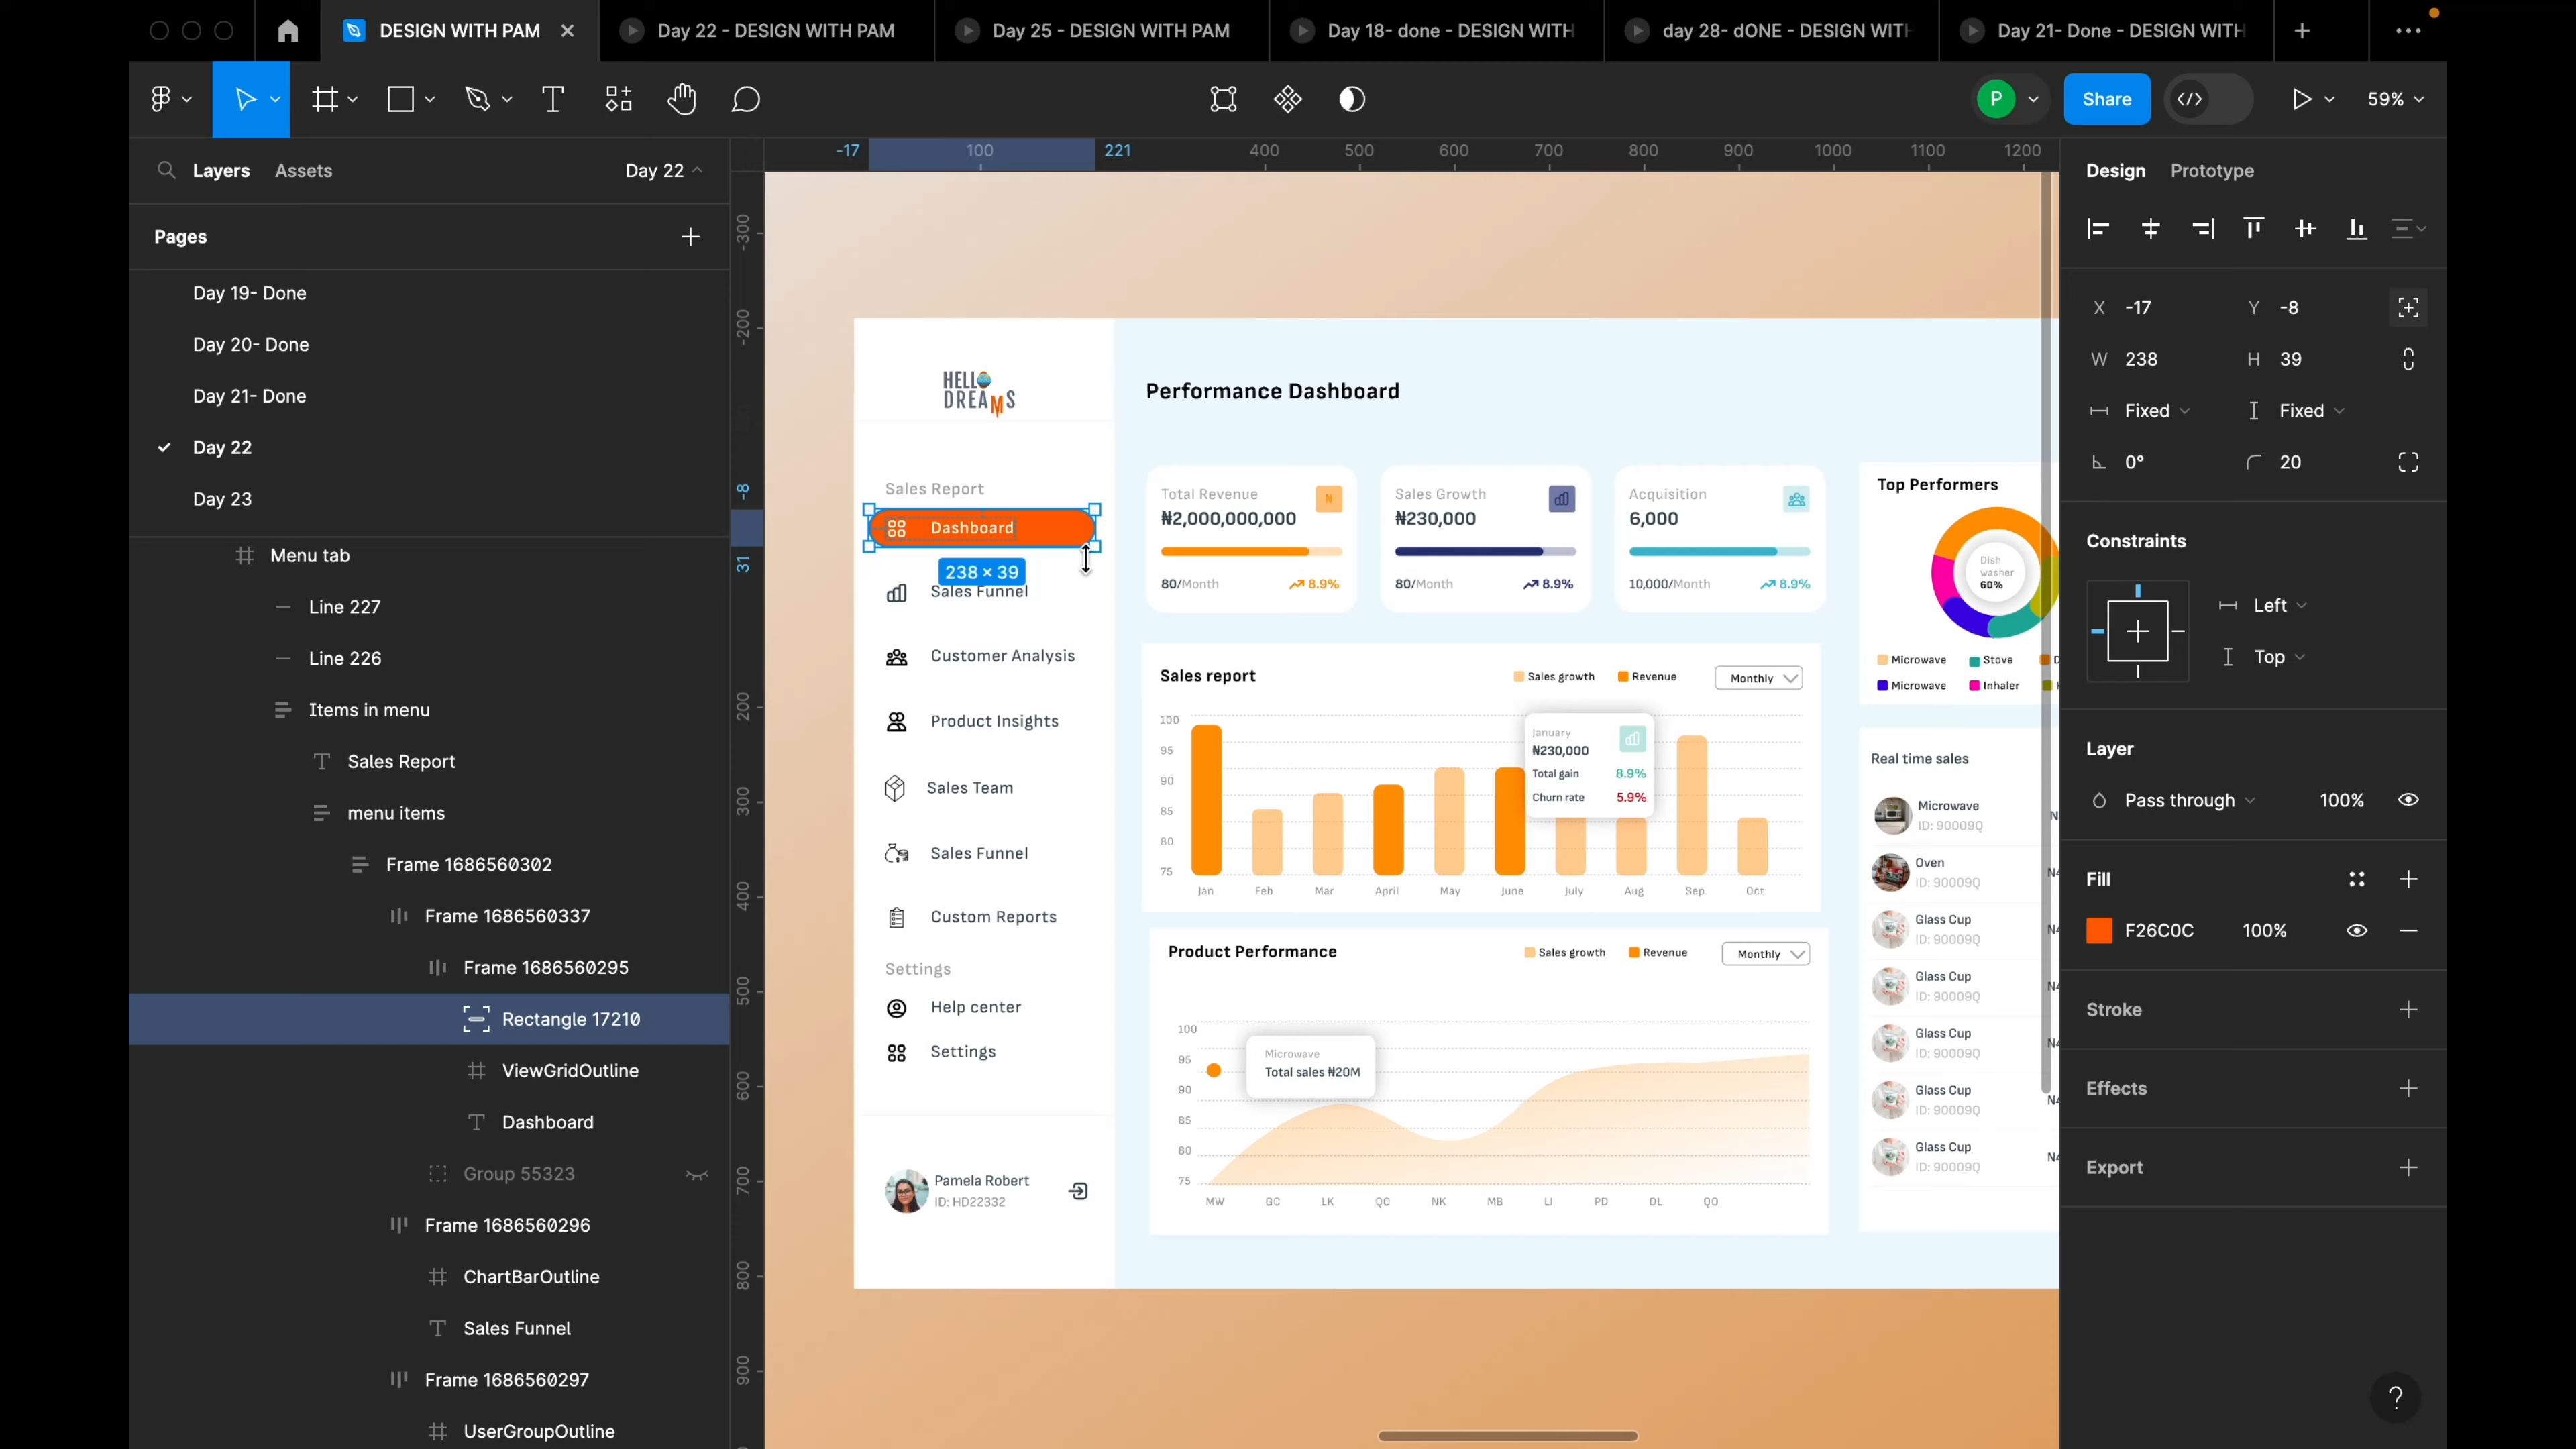 DESIGN WITH PAM
Day 22 - DESIGN WITH PAM
Day 25 - DESIGN WITH PAM
Day 18- done - DESIGN WITH
day 28- dONE - DESIGN WITH
Day 21- Done - DESIGN WITH
P
Share
59%
Layers
Assets
Day 22
Pages
Day 19- Done
Day 20- Done
Day 21- Done
Day 22
Day 23
Menu tab
Line 227
Line 226
Items in menu
Sales Report
menu items
Frame 1686560302
Frame 1686560337
Frame 1686560295
Rectangle 17210
ViewGridOutline
Dashboard
Group 55323
Frame 1686560296
ChartBarOutline
Sales Funnel
Frame 1686560297
UserGroupOutline
-17
100
221
400
500
600
700
800
900
1000
1100
1200
-300
-200
-8
31
200
300
400
500
600
700
800
900
HELLO
DREAMS
Sales Report
Dashboard
238 × 39
Sales Funnel
Customer Analysis
Product Insights
Sales Team
Sales Funnel
Custom Reports
Settings
Help center
Settings
Pamela Robert
ID: HD22332
Performance Dashboard
Total Revenue
N
₦2,000,000,000
80/Month
8.9%
Sales Growth
₦230,000
80/Month
8.9%
Acquisition
6,000
10,000/Month
8.9%
Top Performers
Dish
washer
60%
Microwave
Stove
D
Microwave
Inhaler
Sales report
Sales growth
Revenue
Monthly
100
95
90
85
80
75
Jan
Feb
Mar
April
May
June
July
Aug
Sep
Oct
January
₦230,000
Total gain
8.9%
Churn rate
5.9%
Product Performance
Sales growth
Revenue
Monthly
100
95
90
85
80
75
MW
GC
LK
QO
NK
MB
LI
PD
DL
QO
Microwave
Total sales ₦20M
Real time sales
Microwave
ID: 90009Q
Oven
ID: 90009Q
Glass Cup
ID: 90009Q
Glass Cup
ID: 90009Q
Glass Cup
ID: 90009Q
Glass Cup
ID: 90009Q
Glass Cup
ID: 90009Q
Design
Prototype
X -17
Y -8
W 238
H 39
Fixed
Fixed
0°
20
Constraints
Left
Top
Layer
Pass through
100%
Fill
F26C0C
100%
Stroke
Effects
Export
?